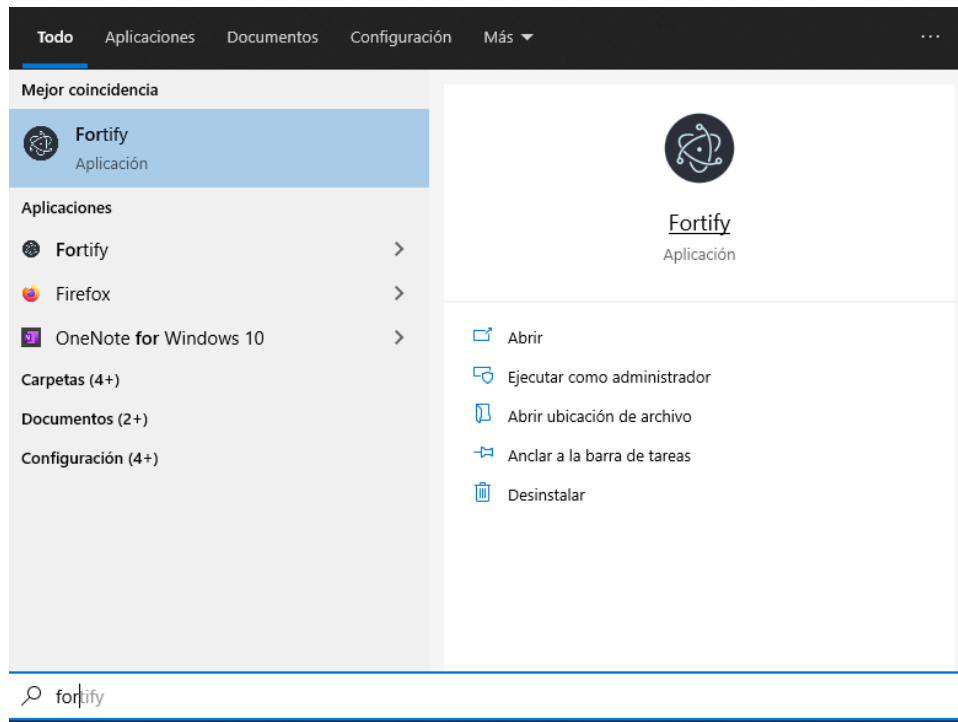 Todo Aplicaciones Documentos Configuración Más ...
Mejor coincidencia
Fortify
Aplicación
Aplicaciones
Fortify
Firefox
OneNote for Windows 10
Carpetas (4+)
Documentos (2+)
Configuración (4+)
Fortify
Aplicación
Abrir
Ejecutar como administrador
Abrir ubicación de archivo
Anclar a la barra de tareas
Desinstalar
fortify